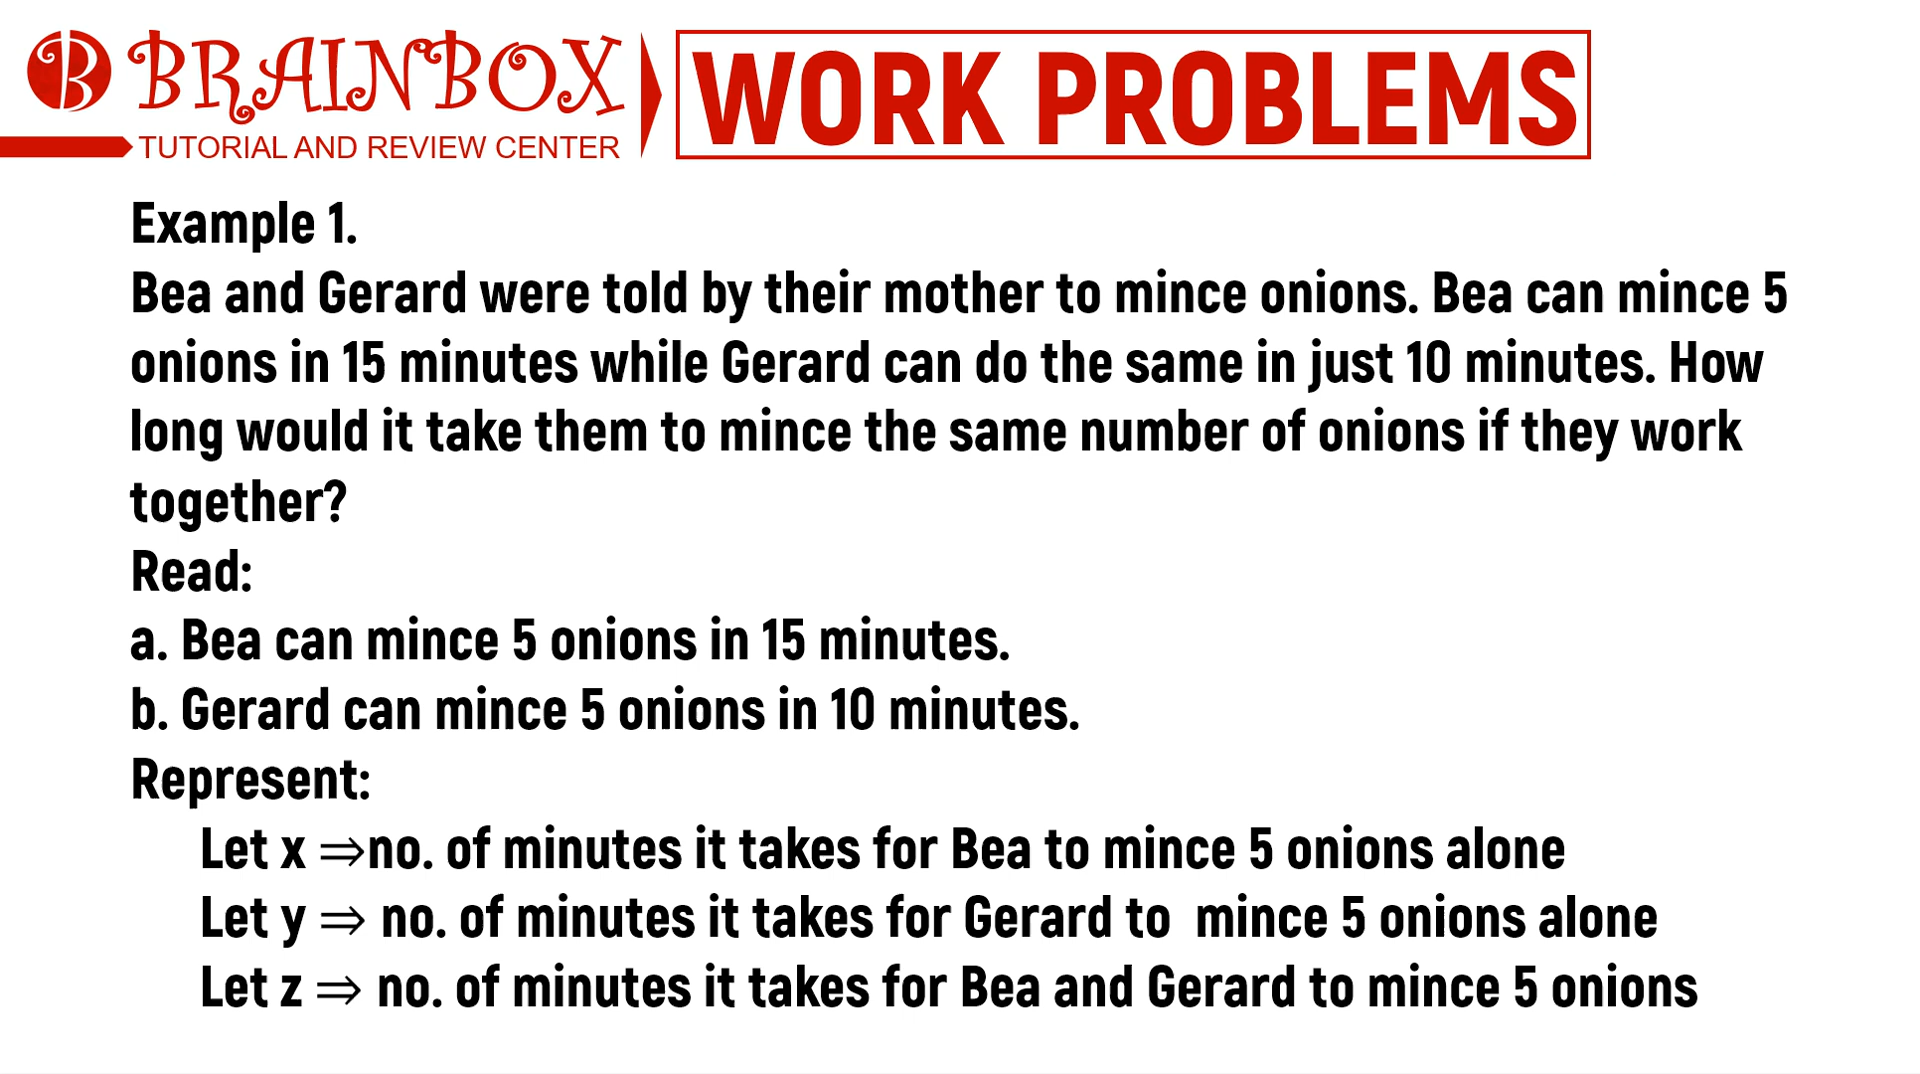 B BRAINBOX
TUTORIAL AND REVIEW CENTER
WORK PROBLEMS
Example 1.
Bea and Gerard were told by their mother to mince onions. Bea can mince 5
onions in 15 minutes while Gerard can do the same in just 10 minutes. How
long would it take them to mince the same number of onions if they work
together?
Read:
a. Bea can mince 5 onions in 15 minutes.
b. Gerard can mince 5 onions in 10 minutes.
Represent:
Let x ⇒no. of minutes it takes for Bea to mince 5 onions alone
Let y ⇒ no. of minutes it takes for Gerard to  mince 5 onions alone
Let z ⇒ no. of minutes it takes for Bea and Gerard to mince 5 onions